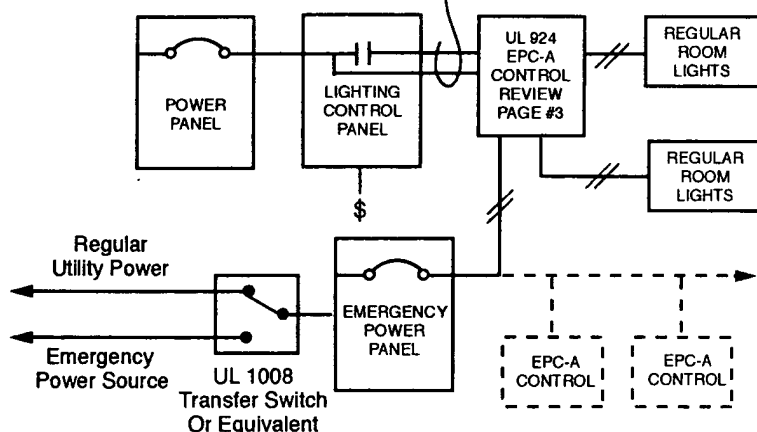 POWER
PANEL
LIGHTING
CONTROL
PANEL
$
UL 924
EPC-A
CONTROL
REVIEW
PAGE #3
REGULAR
ROOM
LIGHTS
REGULAR
ROOM
LIGHTS
Regular
Utility Power
Emergency
Power Source
UL 1008
Transfer Switch
Or Equivalent
EMERGENCY
POWER
PANEL
EPC-A
CONTROL
EPC-A
CONTROL